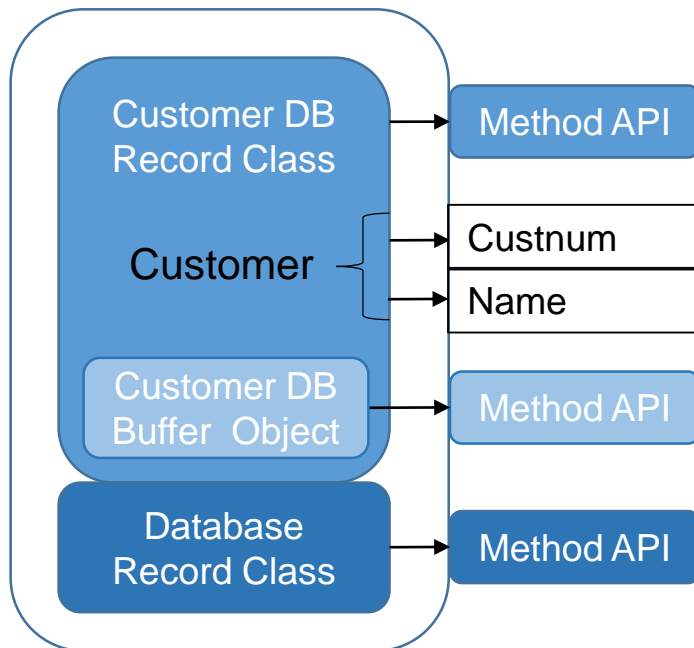 Customer DB
Record Class
Method API
Customer
Custnum
Name
Customer DB
Buffer Object
Method API
Database
Record Class
Method API